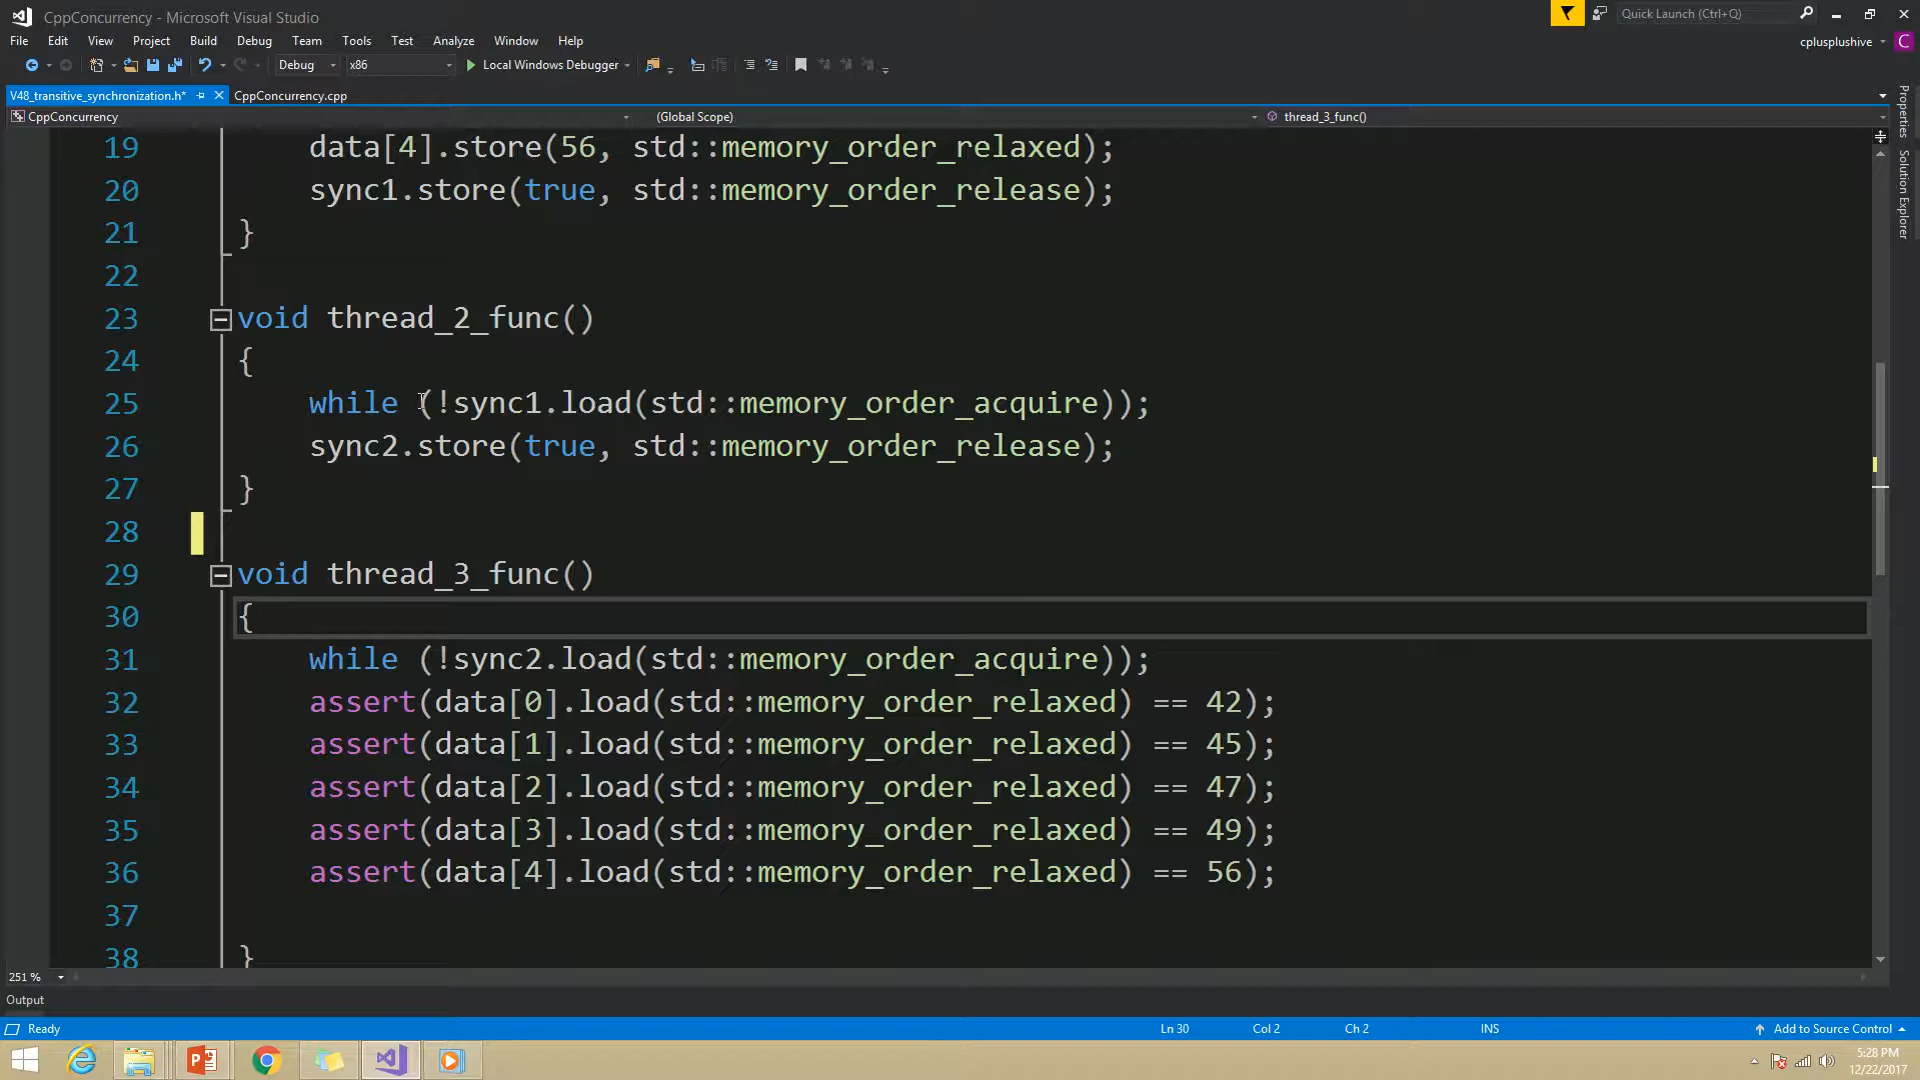 CppConcurrency - Microsoft Visual Studio
Quick Launch (Ctrl+Q)
File Edit View Project Build Debug Team Tools Test Analyze Window Help
cplusplushive
C
Debug x86 Local Windows Debugger
V48_transitive_synchronization.h* CppConcurrency.cpp
CppConcurrency (Global Scope) thread_3_func()
Properties
Solution Explorer
19 data[4].store(56, std::memory_order_relaxed);
20 sync1.store(true, std::memory_order_release);
21 }
22
23 void thread_2_func()
24 {
25 while (!sync1.load(std::memory_order_acquire));
26 sync2.store(true, std::memory_order_release);
27 }
28
29 void thread_3_func()
30 {
31 while (!sync2.load(std::memory_order_acquire));
32 assert(data[0].load(std::memory_order_relaxed) == 42);
33 assert(data[1].load(std::memory_order_relaxed) == 45);
34 assert(data[2].load(std::memory_order_relaxed) == 47);
35 assert(data[3].load(std::memory_order_relaxed) == 49);
36 assert(data[4].load(std::memory_order_relaxed) == 56);
37
38 }
251 %
Output
Ready Ln 30 Col 2 Ch 2 INS Add to Source Control
5:28 PM
12/22/2017